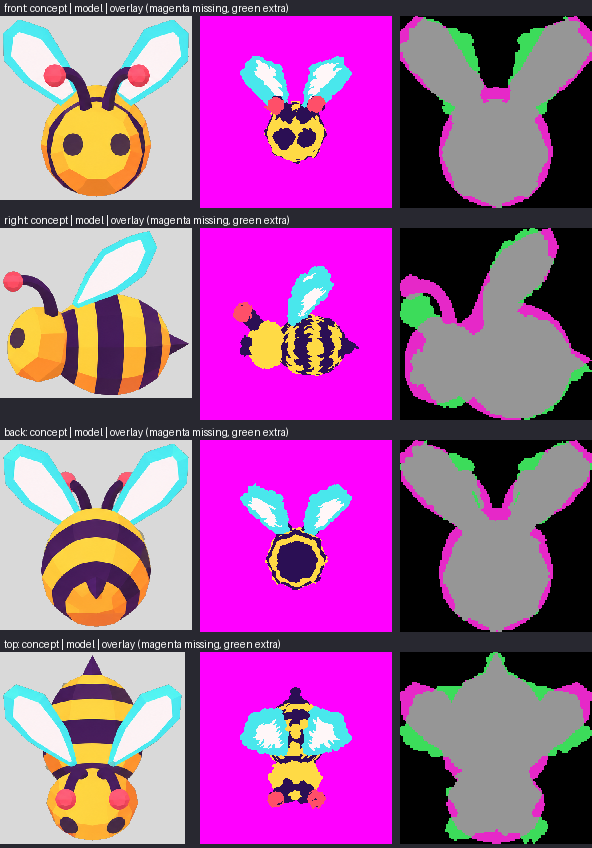 front: concept | model | overlay (magenta missing, green extra)
right: concept | model | overlay (magenta missing, green extra)
back: concept | model | overlay (magenta missing, green extra)
top: concept | model | overlay (magenta missing, green extra)